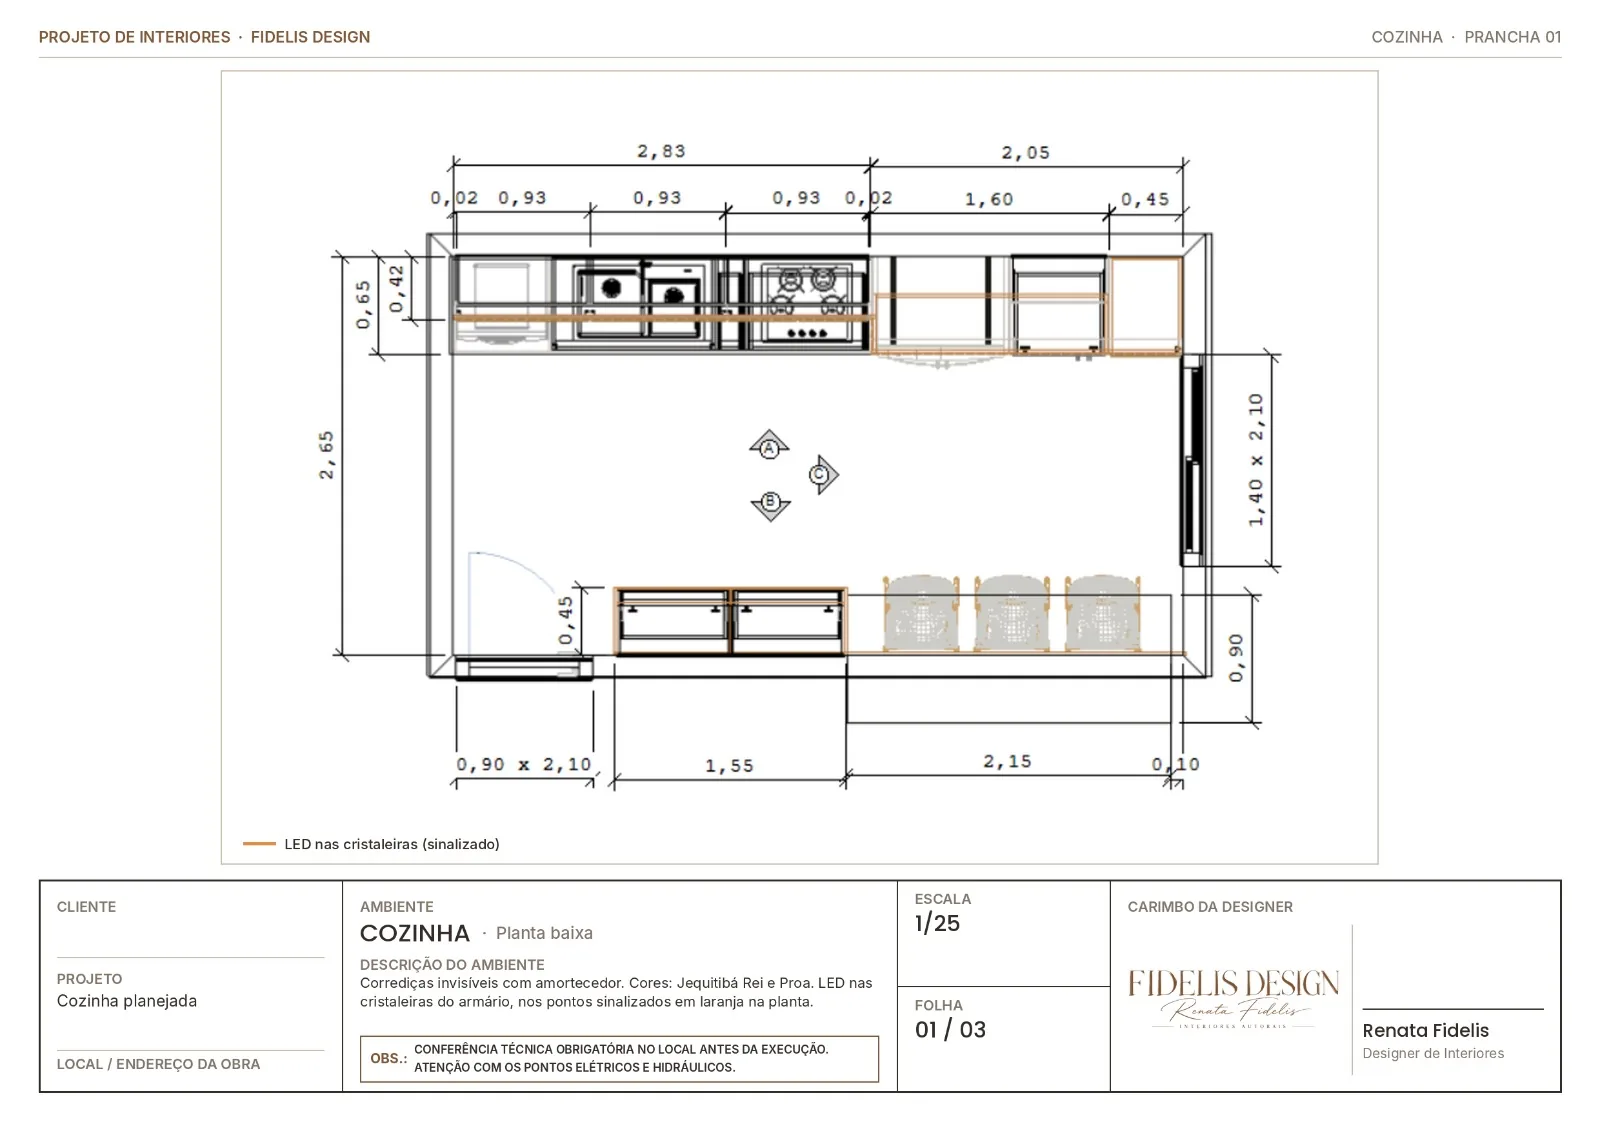 PROJETO DE INTERIORES · FIDELIS DESIGN
COZINHA · PRANCHA 01
2,83
2,05
0,02 0,93
0,93
0,93 0,02
1,60
0,45
0,42
0,65
2,65
A
C
B
1,40 x 2,10
0,45
0,90
0,90 x 2,10
1,55
2,15
0,10
LED nas cristaleiras (sinalizado)
CLIENTE
PROJETO
Cozinha planejada
LOCAL / ENDEREÇO DA OBRA
AMBIENTE
COZINHA · Planta baixa
DESCRIÇÃO DO AMBIENTE
Corrediças invisíveis com amortecedor. Cores: Jequitibá Rei e Proa. LED nas
cristaleiras do armário, nos pontos sinalizados em laranja na planta.
OBS.: CONFERÊNCIA TÉCNICA OBRIGATÓRIA NO LOCAL ANTES DA EXECUÇÃO.
ATENÇÃO COM OS PONTOS ELÉTRICOS E HIDRÁULICOS.
ESCALA
1/25
FOLHA
01 / 03
CARIMBO DA DESIGNER
FIDELIS DESIGN
Renata Fidelis
INTERIORES AUTORAIS
Renata Fidelis
Designer de Interiores